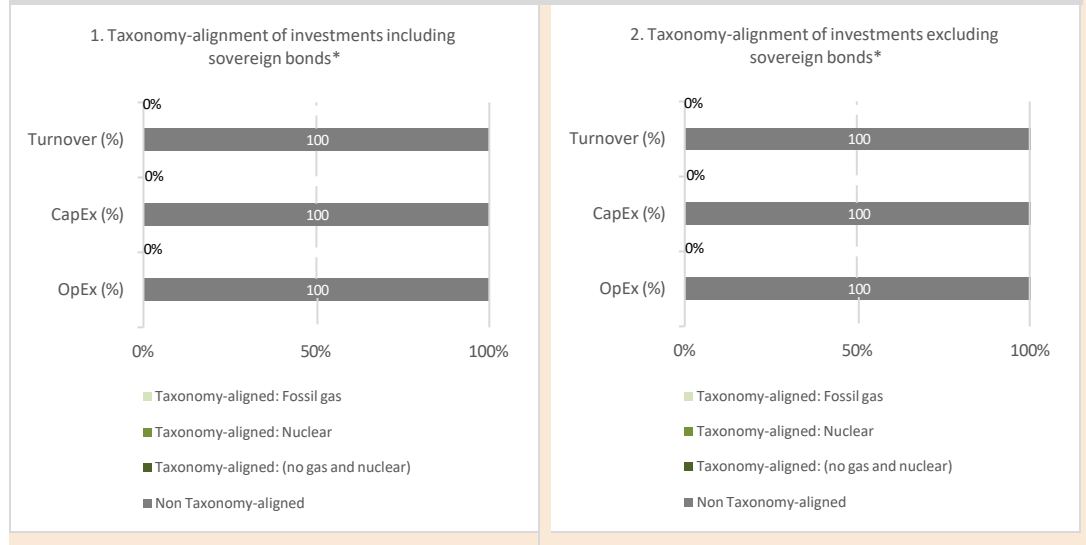 1. Taxonomy-alignment of investments including
sovereign bonds*
0%
Turnover (%)
100
0%
CapEx (%)
100
0%
OpEx (%)
100
0%
50%
100%
Taxonomy-aligned: Fossil gas
Taxonomy-aligned: Nuclear
Taxonomy-aligned: (no gas and nuclear)
Non Taxonomy-aligned
2. Taxonomy-alignment of investments excluding
sovereign bonds*
0%
Turnover (%)
100
0%
CapEx (%)
100
0%
OpEx (%)
100
0%
50%
100%
Taxonomy-aligned: Fossil gas
Taxonomy-aligned: Nuclear
Taxonomy-aligned: (no gas and nuclear)
Non Taxonomy-aligned